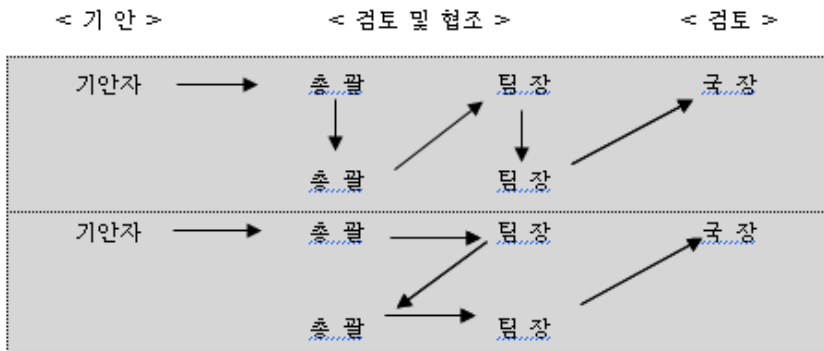 < 기 안 > < 검토 및 협조 > < 검토 >
기안자 총 괄 팀 장 국 장
총 괄 팀 장
기안자 총 괄 팀 장 국 장
총 괄 팀 장